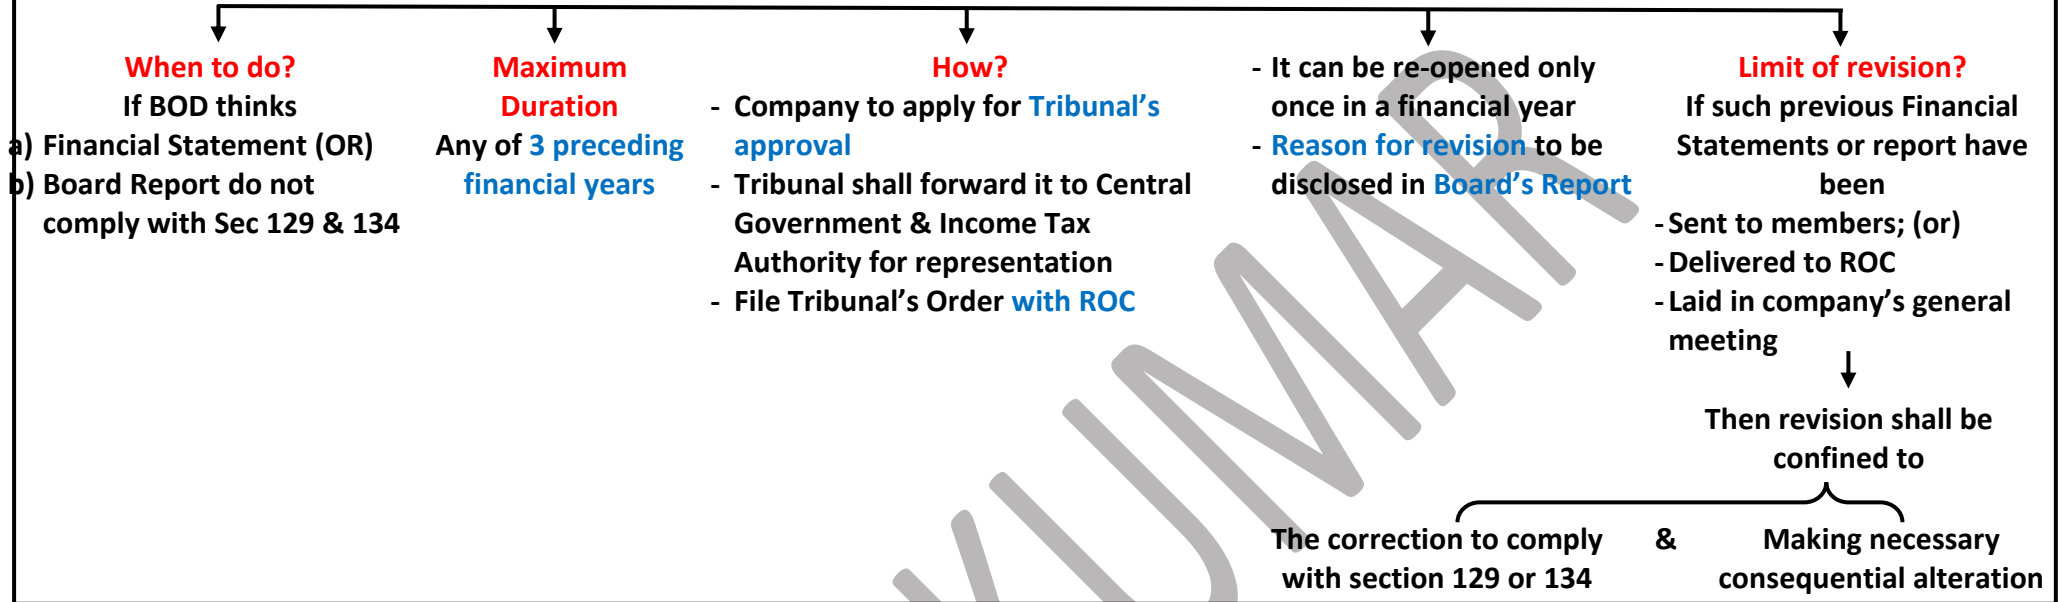 When to do?
If BOD thinks
a) Financial Statement (OR)
b) Board Report do not
comply with Sec 129 & 134
Maximum
Duration
Any of 3 preceding
financial years
How?
- Company to apply for Tribunal's
approval
- Tribunal shall forward it to Central
Government & Income Tax
Authority for representation
- File Tribunal's Order with ROC
- It can be re-opened only
once in a financial year
- Reason for revision to be
disclosed in Board's Report
Limit of revision?
If such previous Financial
Statements or report have
been
- Sent to members; (or)
- Delivered to ROC
- Laid in company's general
meeting
Then revision shall be
confined to
The correction to comply
with section 129 or 134
&
Making necessary
consequential alteration
KUMAR